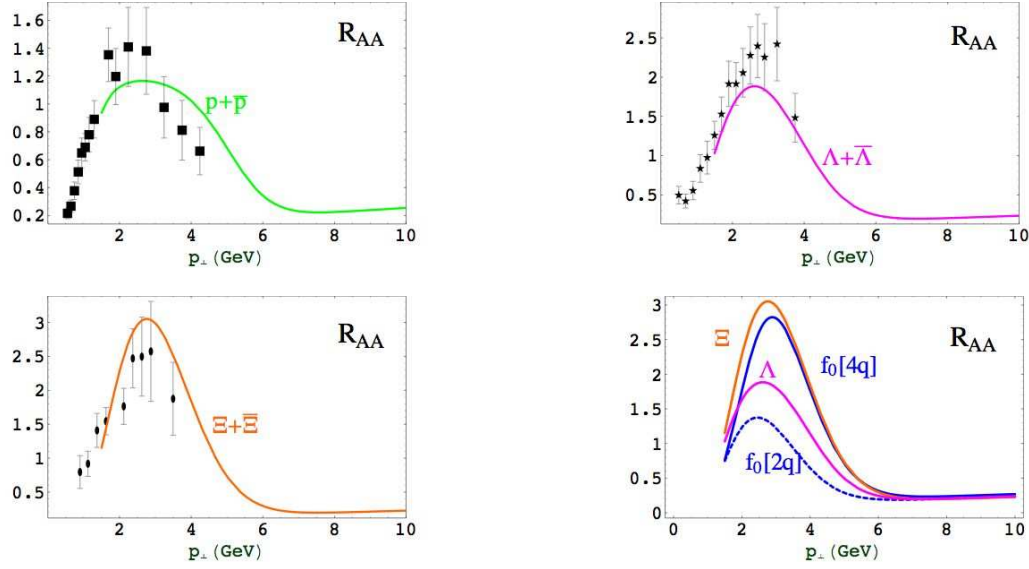 1.6
1.4
1.2
1
0.8
0.6
0.4
0.2
R_AA
p+p̅
2 4 6 8 10
p⊥ (GeV)
2.5
2
1.5
1
0.5
R_AA
Λ+Λ̅
2 4 6 8 10
p⊥ (GeV)
3
2.5
2
1.5
1
0.5
R_AA
Ξ+Ξ̅
2 4 6 8 10
p⊥ (GeV)
3
2.5
2
1.5
1
0.5
0
R_AA
Ξ
f₀[4q]
Λ
f₀[2q]
0 2 4 6 8 10
p⊥ (GeV)